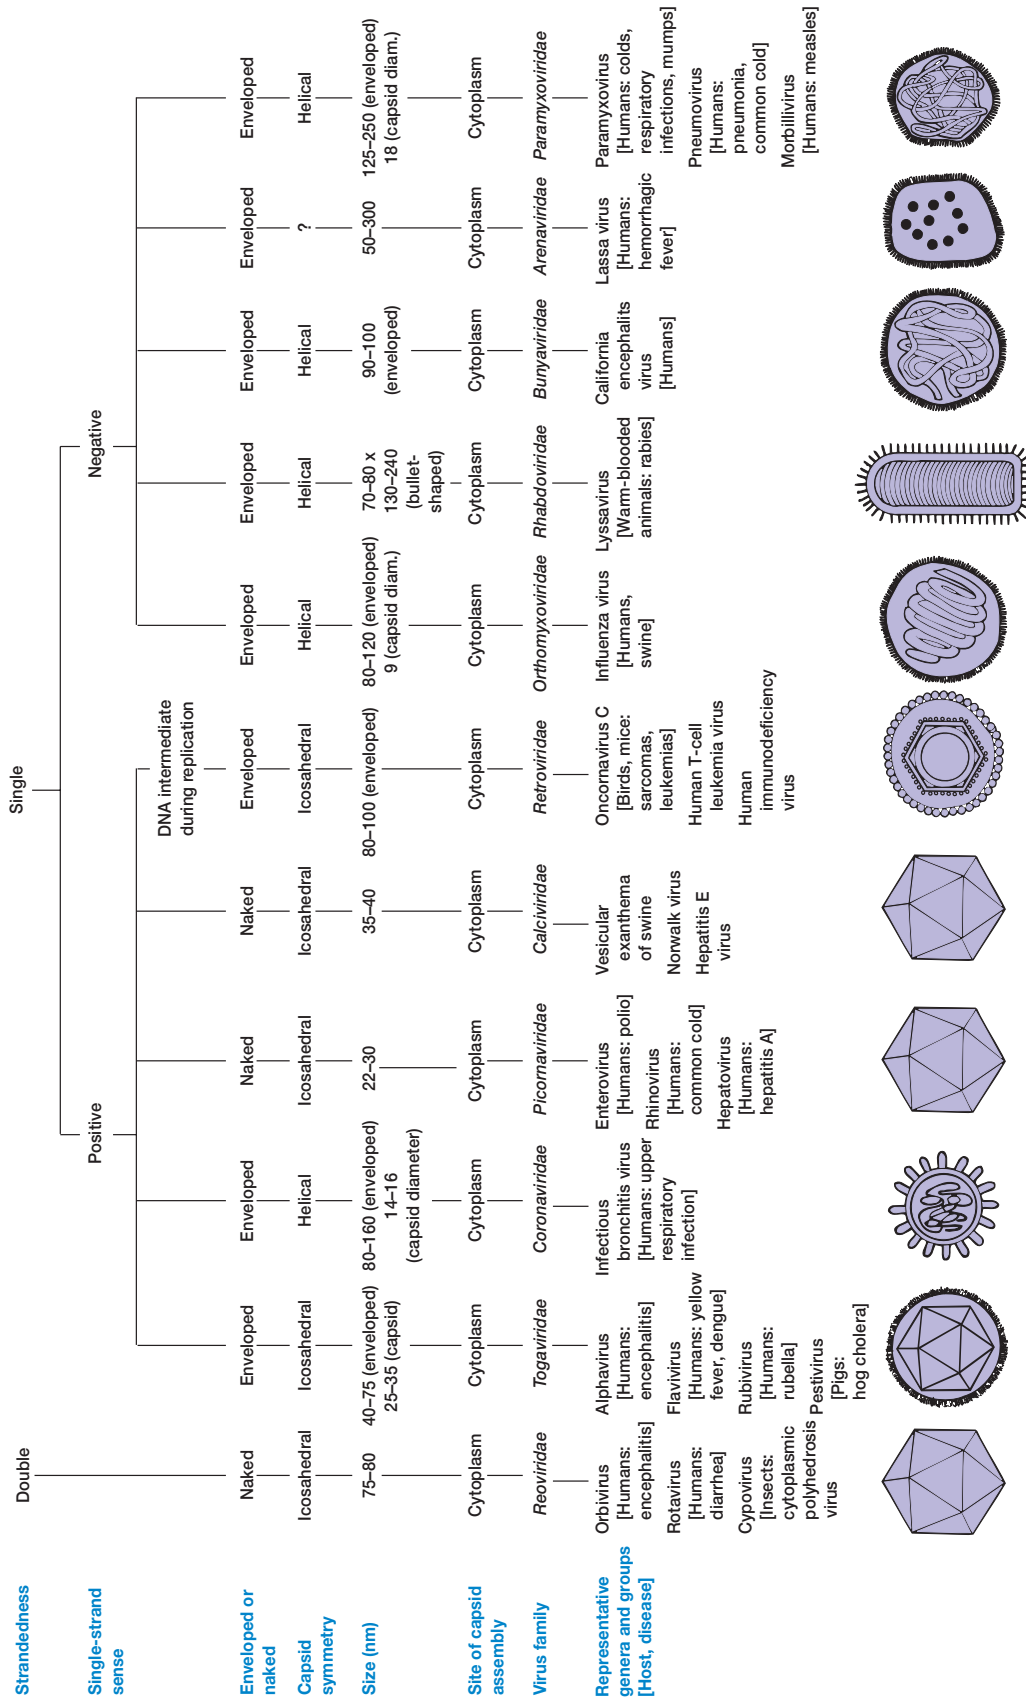 Strandedness
Double
Single
Single-strand
sense
Positive
Negative
DNA intermediate
during replication
Enveloped or
naked
Naked
Enveloped
Enveloped
Naked
Naked
Enveloped
Enveloped
Enveloped
Enveloped
Enveloped
Enveloped
Capsid
symmetry
Icosahedral
Icosahedral
Helical
Icosahedral
Icosahedral
Icosahedral
Helical
Helical
Helical
?
Helical
Size (nm)
75–80
40–75 (enveloped)
25–35 (capsid)
80–160 (enveloped)
14–16
(capsid diameter)
22–30
35–40
80–100 (enveloped)
80–120 (enveloped)
9 (capsid diam.)
70–80 x
130–240
(bullet-
shaped)
90–100
(enveloped)
50–300
125–250 (enveloped)
18 (capsid diam.)
Site of capsid
assembly
Cytoplasm
Cytoplasm
Cytoplasm
Cytoplasm
Cytoplasm
Cytoplasm
Cytoplasm
Cytoplasm
Cytoplasm
Cytoplasm
Cytoplasm
Virus family
Reoviridae
Togaviridae
Coronaviridae
Picornaviridae
Calciviridae
Retroviridae
Orthomyxoviridae
Rhabdoviridae
Bunyaviridae
Arenaviridae
Paramyxoviridae
Representative
genera and groups
[Host, disease]
Orbivirus
[Humans:
encephalitis]
Rotavirus
[Humans:
diarrhea]
Cypovirus
[Insects:
cytoplasmic
polyhedrosis
virus
Alphavirus
[Humans:
encephalitis]
Flavivirus
[Humans: yellow
fever, dengue]
Rubivirus
[Humans:
rubella]
Pestivirus
[Pigs:
hog cholera]
Infectious
bronchitis virus
[Humans: upper
respiratory
infection]
Enterovirus
[Humans: polio]
Rhinovirus
[Humans:
common cold]
Hepatovirus
[Humans:
hepatitis A]
Vesicular
exanthema
of swine
Norwalk virus
Hepatitis E
virus
Oncornavirus C
[Birds, mice:
sarcomas,
leukemias]
Human T-cell
leukemia virus
Human
immunodeficiency
virus
Influenza virus
[Humans,
swine]
Lyssavirus
[Warm-blooded
animals: rabies]
California
encephalits
virus
[Humans]
Lassa virus
[Humans:
hemorrhagic
fever]
Paramyxovirus
[Humans: colds,
respiratory
infections, mumps]
Pneumovirus
[Humans:
pneumonia,
common cold]
Morbillivirus
[Humans: measles]